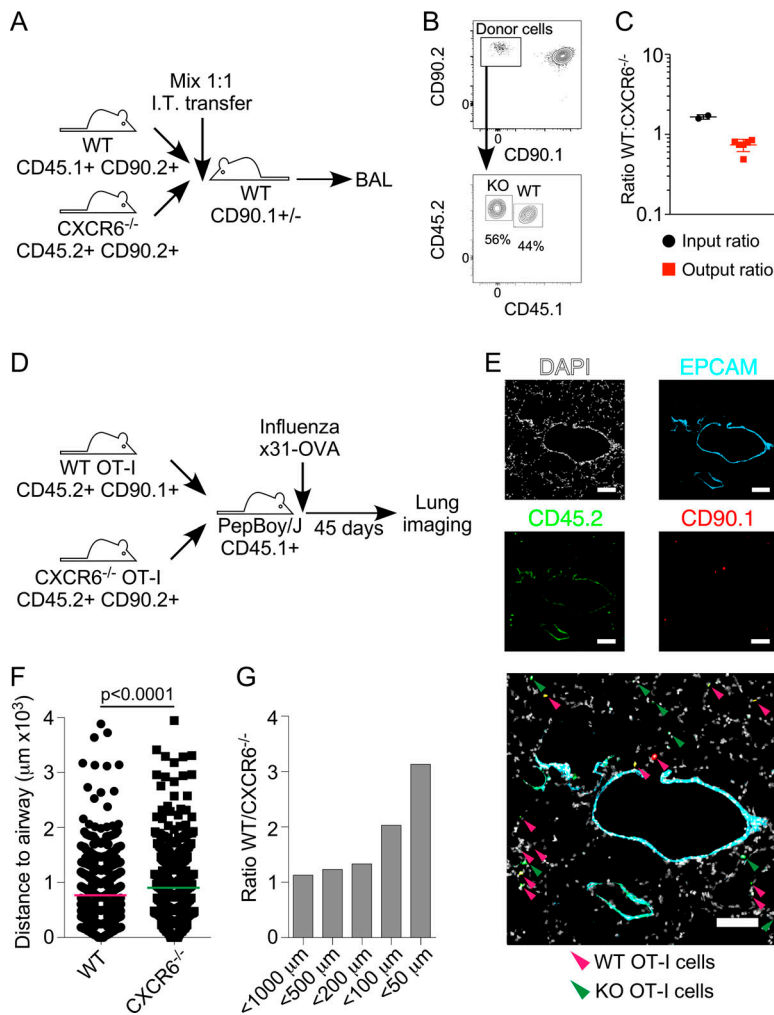 A
Mix 1:1
I.T. transfer
WT
CD45.1+ CD90.2+
CXCR6-/-
CD45.2+ CD90.2+
WT
CD90.1+/-
BAL
B
Donor cells
CD90.2
0
0
CD90.1
KO
WT
56%
44%
CD45.2
0
0
CD45.1
C
Ratio WT:CXCR6-/-
10
1
0.1
Input ratio
Output ratio
D
Influenza
x31-OVA
WT OT-I
CD45.2+ CD90.1+
CXCR6-/- OT-I
CD45.2+ CD90.2+
PepBoy/J
CD45.1+
45 days
Lung
imaging
E
DAPI
EPCAM
CD45.2
CD90.1
WT OT-I cells
KO OT-I cells
F
p<0.0001
Distance to airway (μm x10³)
4
3
2
1
0
WT
CXCR6-/-
G
Ratio WT/CXCR6-/-
4
3
2
1
0
<1000 μm
<500 μm
<200 μm
<100 μm
<50 μm